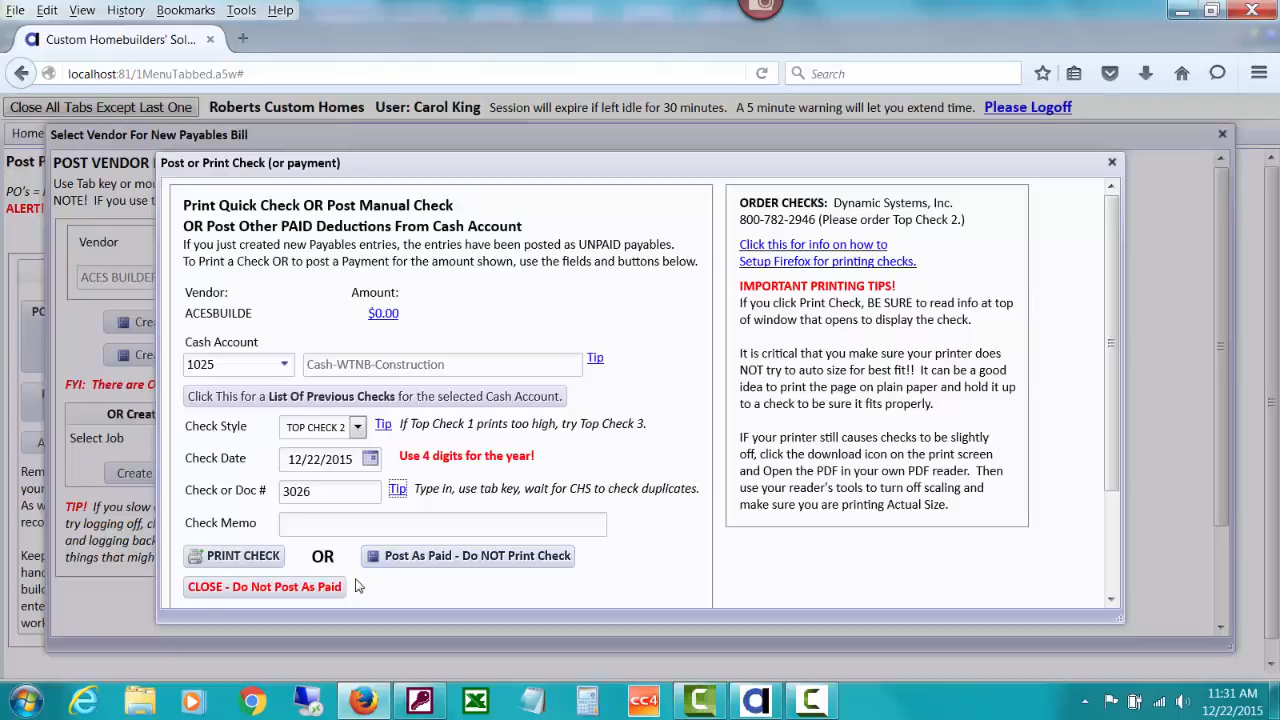 File Edit View History Bookmarks Tools Help
Custom Homebuilders' Sol...
localhost:81/1MenuTabbed.a5w#
Search
Close All Tabs Except Last One Roberts Custom Homes User: Carol King Session will expire if left idle for 30 minutes. A 5 minute warning will let you extend time. Please Logoff
Home
Select Vendor For New Payables Bill
Post P
POST VENDOR
PO's =
ALERT!
Use Tab key or mo
NOTE! IF you use t
Vendor
ACES BUILDER
PO
Crea
Crea
FYI: There are O
OR Creat
Select Job
Create
A
Rem
As w
reco
Keep
hand
build
ente
work
TIP! If you slow
try logging off, c
and logging back
things that migh
Post or Print Check (or payment)
Print Quick Check OR Post Manual Check
OR Post Other PAID Deductions From Cash Account
If you just created new Payables entries, the entries have been posted as UNPAID payables.
To Print a Check OR to post a Payment for the amount shown, use the fields and buttons below.
Vendor: Amount:
ACESBUILDE $0.00
Cash Account
1025 Cash-WTNB-Construction Tip
Click This for a List Of Previous Checks for the selected Cash Account.
Check Style TOP CHECK 2 Tip If Top Check 1 prints too high, try Top Check 3.
Check Date 12/22/2015 Use 4 digits for the year!
Check or Doc # 3026 Tip Type in, use tab key, wait for CHS to check duplicates.
Check Memo
PRINT CHECK OR Post As Paid - Do NOT Print Check
CLOSE - Do Not Post As Paid
ORDER CHECKS: Dynamic Systems, Inc.
800-782-2946 (Please order Top Check 2.)
Click this for info on how to
Setup Firefox for printing checks.
IMPORTANT PRINTING TIPS!
If you click Print Check, BE SURE to read info at top
of window that opens to display the check.
It is critical that you make sure your printer does
NOT try to auto size for best fit!! It can be a good
idea to print the page on plain paper and hold it up
to a check to be sure it fits properly.
IF your printer still causes checks to be slightly
off, click the download icon on the print screen
and Open the PDF in your own PDF reader. Then
use your reader's tools to turn off scaling and
make sure you are printing Actual Size.
CC4
11:31 AM
12/22/2015